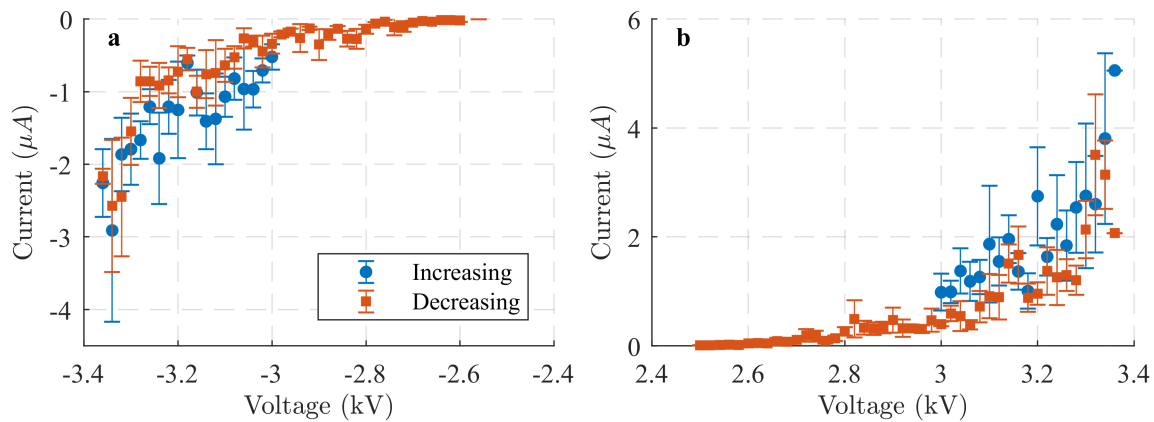 a
0
-1
-2
-3
-4
Current (μA)
Increasing
Decreasing
-3.4 -3.2 -3 -2.8 -2.6 -2.4
Voltage (kV)
b
6
4
2
0
Current (μA)
2.4 2.6 2.8 3 3.2 3.4
Voltage (kV)